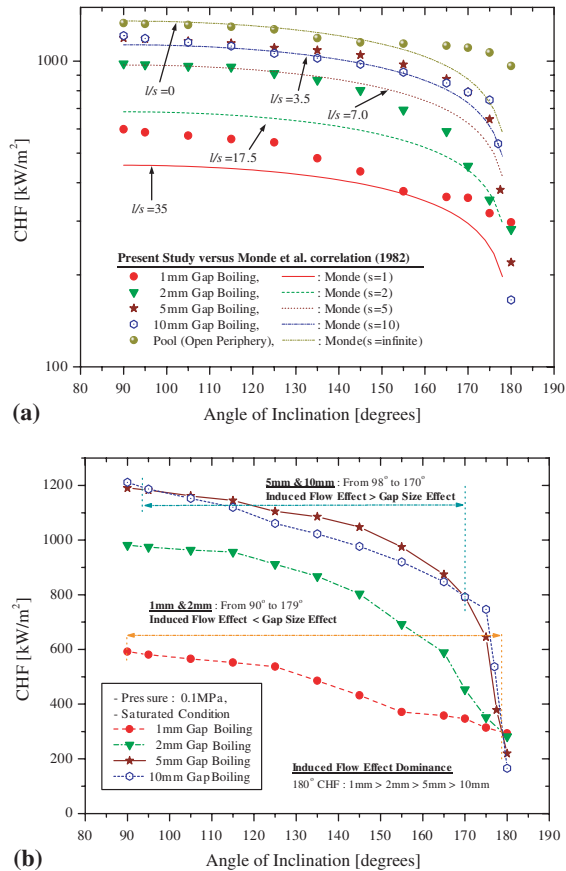 1000
100
CHF [kW/m²]
l/s=0
l/s=3.5
l/s=7.0
l/s=17.5
l/s=35
Present Study versus Monde et al. correlation (1982)
1mm Gap Boiling, : Monde (s=1)
2mm Gap Boiling, : Monde (s=2)
5mm Gap Boiling, : Monde (s=5)
10mm Gap Boiling, : Monde (s=10)
Pool (Open Periphery), : Monde(s=infinite)
80 90 100 110 120 130 140 150 160 170 180 190
(a)
Angle of Inclination [degrees]
1200
1000
800
600
400
200
0
CHF [kW/m²]
5mm &10mm : From 98° to 170°
Induced Flow Effect > Gap Size Effect
1mm &2mm : From 90° to 179°
Induced Flow Effect < Gap Size Effect
- Pressure : 0.1MPa,
- Saturated Condition
1mm Gap Boiling
2mm Gap Boiling
5mm Gap Boiling
10mm Gap Boiling
Induced Flow Effect Dominance
180° CHF : 1mm > 2mm > 5mm > 10mm
80 90 100 110 120 130 140 150 160 170 180 190
(b)
Angle of Inclination [degrees]